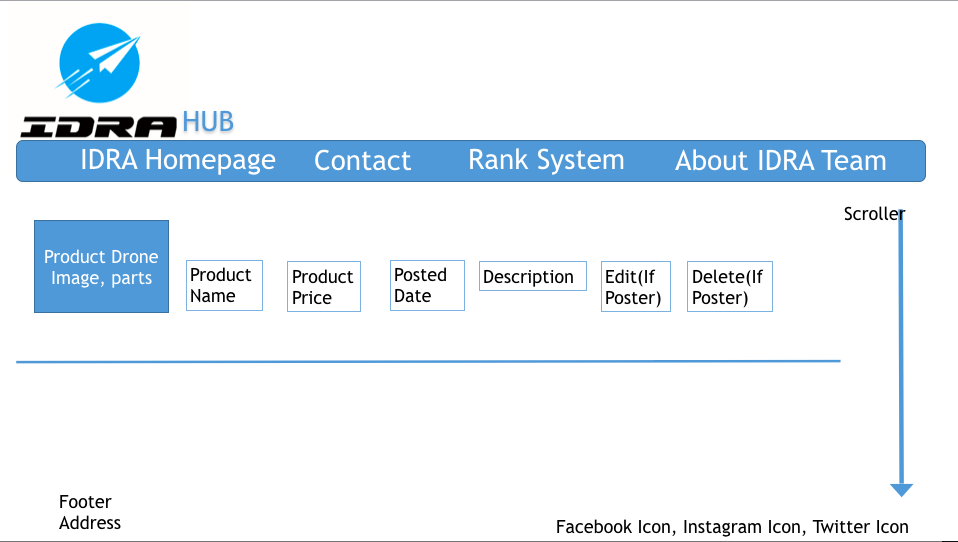 IDRA HUB
IDRA Homepage Contact Rank System About IDRA Team
Scroller
Product Drone
Image, parts
Product
Name
Product
Price
Posted
Date
Description
Edit(If
Poster)
Delete(If
Poster)
Footer
Address
Facebook Icon, Instagram Icon, Twitter Icon